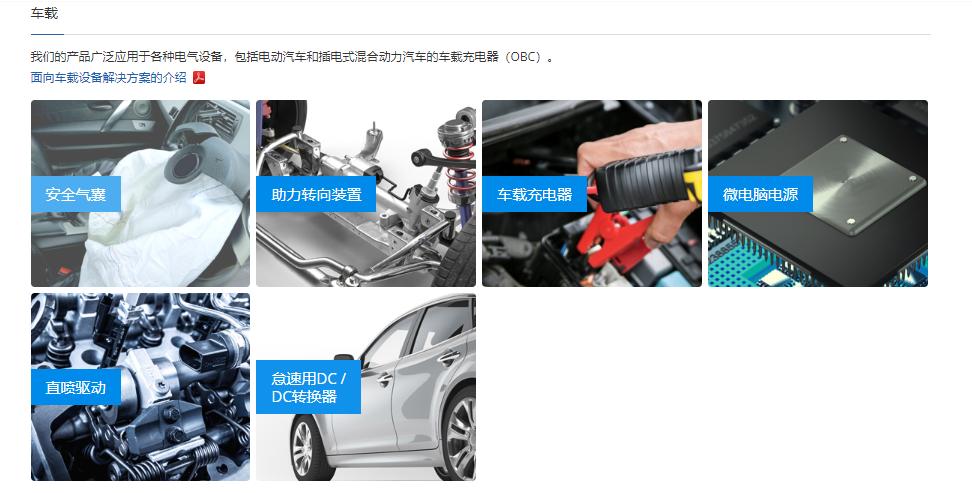 车载
我们的产品广泛应用于各种电气设备，包括电动汽车和插电式混合动力汽车的车载充电器（OBC）。
面向车载设备解决方案的介绍
安全气囊
助力转向装置
车载充电器
微电脑电源
直喷驱动
怠速用DC /
DC转换器